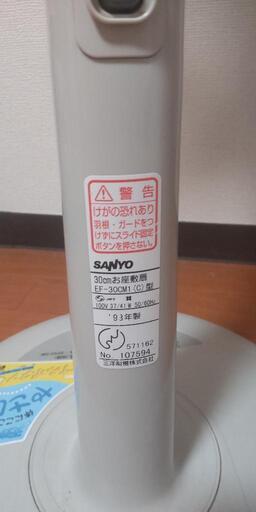 ⚠警告
けがの恐れあり
羽根・ガードをつ
けずにスライド固定
ボタンを押さない。
SANYO
30cmお座敷扇
EF-30CM1(C)型
100V 37/41W 50/60Hz
'93年製
571162
No. 107594
三洋電機株式会社